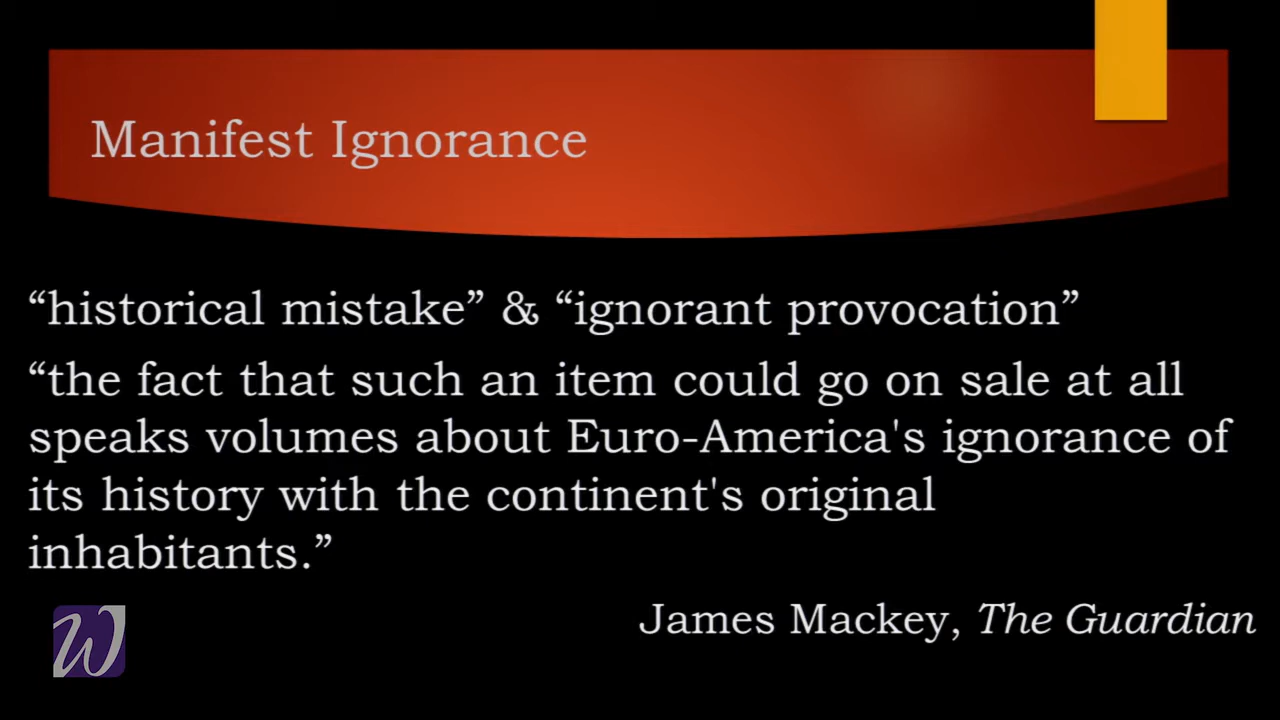 Manifest Ignorance
“historical mistake” & “ignorant provocation”
“the fact that such an item could go on sale at all
speaks volumes about Euro-America's ignorance of
its history with the continent's original
inhabitants.”
James Mackey, The Guardian
W